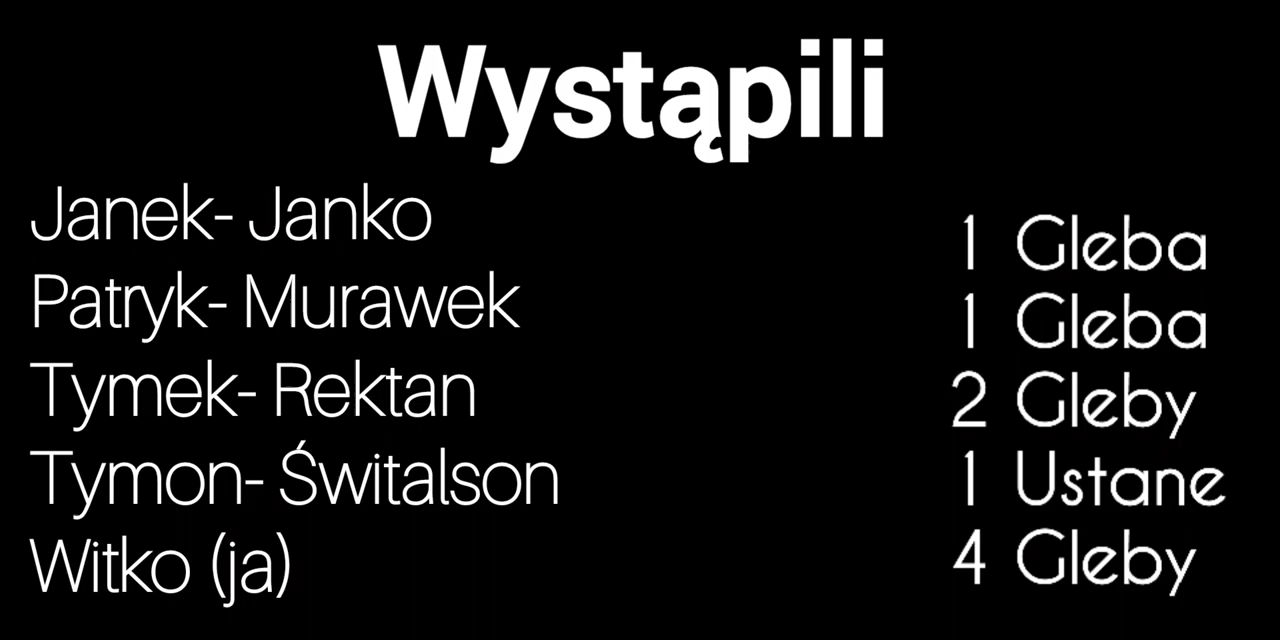 Wystąpili
Janek- Janko
1 Gleba
Patryk- Murawek
1 Gleba
Tymek- Rektan
2 Gleby
Tymon- Świtalson
1 Ustane
Witko (ja)
4 Gleby